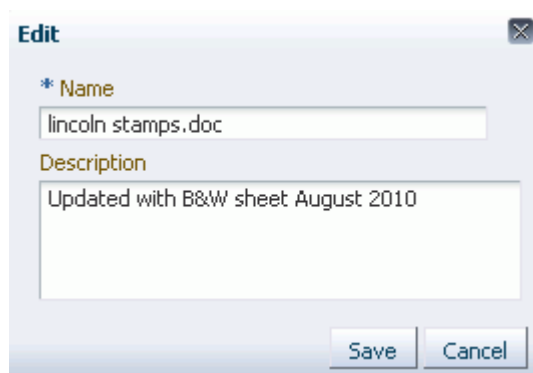 Edit
* Name
lincoln stamps.doc
Description
Updated with B&W sheet August 2010
Save Cancel